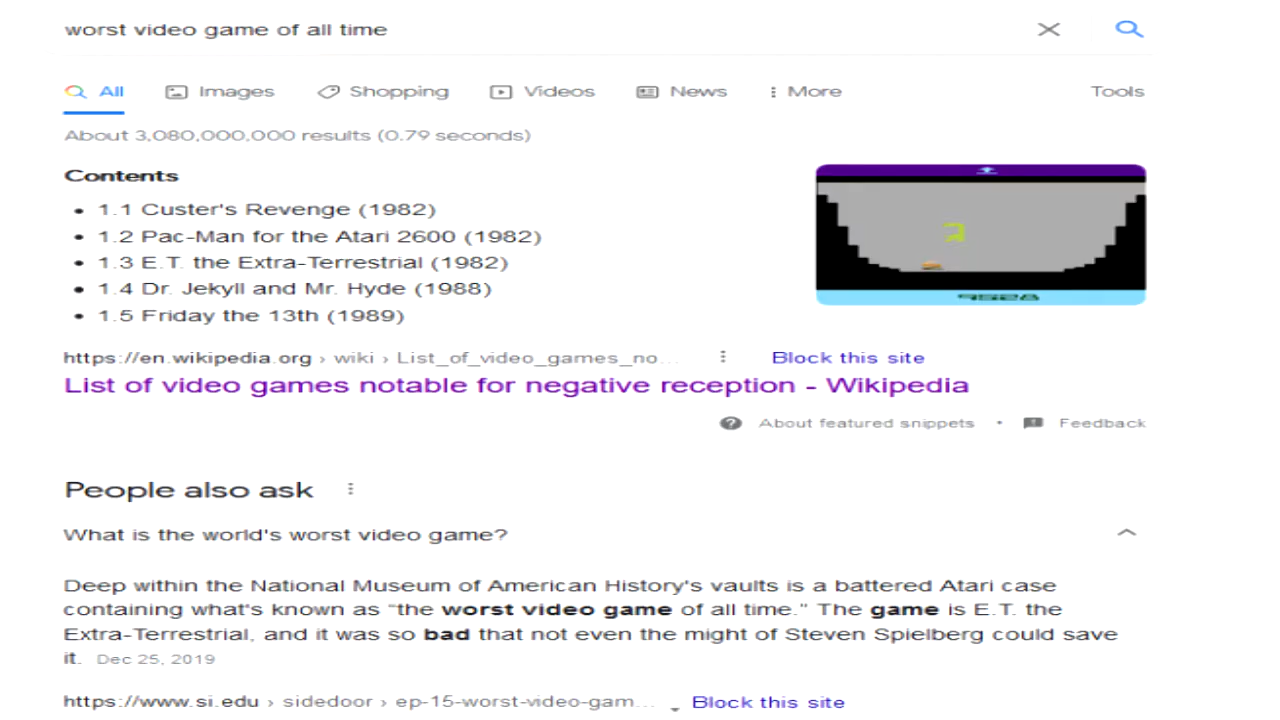 worst video game of all time
All Images Shopping Videos News More Tools
About 3,080,000,000 results (0.79 seconds)
Contents
• 1.1 Custer's Revenge (1982)
• 1.2 Pac-Man for the Atari 2600 (1982)
• 1.3 E.T. the Extra-Terrestrial (1982)
• 1.4 Dr. Jekyll and Mr. Hyde (1988)
• 1.5 Friday the 13th (1989)
https://en.wikipedia.org › wiki › List_of_video_games_no... Block this site
List of video games notable for negative reception - Wikipedia
About featured snippets • Feedback
People also ask
What is the world's worst video game?
Deep within the National Museum of American History's vaults is a battered Atari case
containing what's known as “the worst video game of all time.” The game is E.T. the
Extra-Terrestrial, and it was so bad that not even the might of Steven Spielberg could save
it. Dec 25, 2019
https://www.si.edu › sidedoor › ep-15-worst-video-gam... Block this site